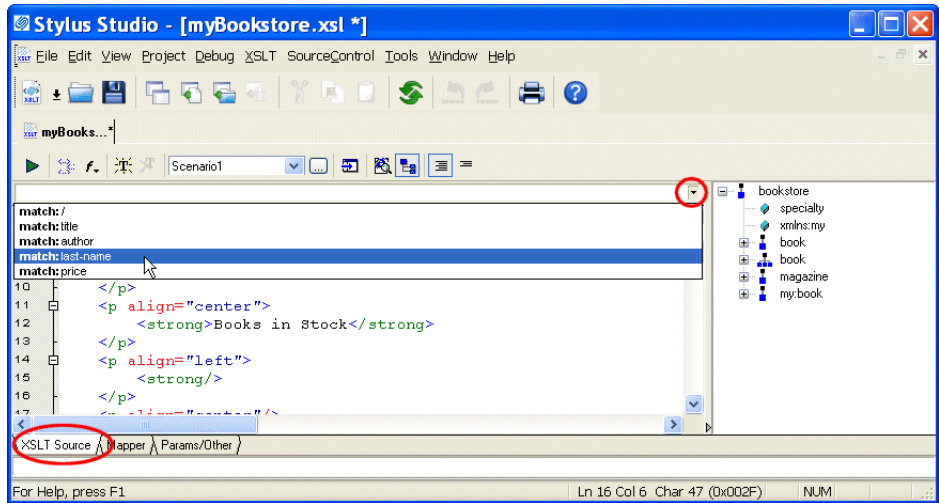 Stylus Studio - [myBookstore.xsl *]
File Edit View Project Debug XSLT SourceControl Tools Window Help
myBooks...*
Scenario1
match: /
match: title
match: author
match: last-name
match: price
10 </p>
11 <p align="center">
12 <strong>Books in Stock</strong>
13 </p>
14 <p align="left">
15 <strong/>
16 </p>
17 <p align="center"/>
bookstore
specialty
xmlns:my
book
book
magazine
my:book
XSLT Source Mapper Params/Other
For Help, press F1 Ln 16 Col 6 Char 47 (0x002F) NUM